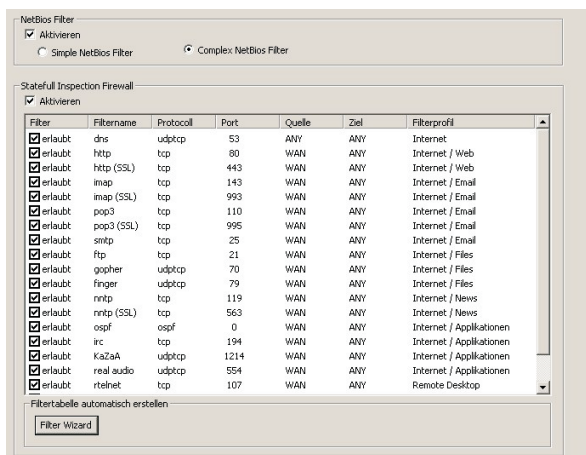 NetBios Filter
Aktivieren
Simple NetBios Filter Complex NetBios Filter
Statefull Inspection Firewall
Aktivieren
Filter Filtername Protocoll Port Quelle Ziel Filterprofil
erlaubt dns udptcp 53 ANY ANY Internet
erlaubt http tcp 80 WAN ANY Internet / Web
erlaubt http (SSL) tcp 443 WAN ANY Internet / Web
erlaubt imap tcp 143 WAN ANY Internet / Email
erlaubt imap (SSL) tcp 993 WAN ANY Internet / Email
erlaubt pop3 tcp 110 WAN ANY Internet / Email
erlaubt pop3 (SSL) tcp 995 WAN ANY Internet / Email
erlaubt smtp tcp 25 WAN ANY Internet / Email
erlaubt ftp tcp 21 WAN ANY Internet / Files
erlaubt gopher udptcp 70 WAN ANY Internet / Files
erlaubt finger udptcp 79 WAN ANY Internet / Files
erlaubt nntp tcp 119 WAN ANY Internet / News
erlaubt nntp (SSL) tcp 563 WAN ANY Internet / News
erlaubt ospf ospf 0 WAN ANY Internet / Applikationen
erlaubt irc tcp 194 WAN ANY Internet / Applikationen
erlaubt KaZaA udptcp 1214 WAN ANY Internet / Applikationen
erlaubt real audio udptcp 554 WAN ANY Internet / Applikationen
erlaubt rtelnet tcp 107 WAN ANY Remote Desktop
Filtertabelle automatisch erstellen
Filter Wizard